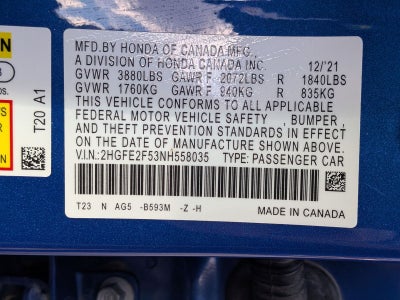 MFD.BY HONDA OF CANADA MFG.,
A DIVISION OF HONDA CANADA INC. 12/'21
GVWR 3880LBS GAWR F 2072LBS R 1840LBS
GVWR 1760KG GAWR F 940KG R 835KG
THIS VEHICLE CONFORMS TO ALL APPLICABLE
FEDERAL MOTOR VEHICLE SAFETY , BUMPER ,
AND THEFT PREVENTION STANDARDS IN EFFECT
ON THE DATE OF MANUFACTURE SHOWN ABOVE.
V.I.N.:2HGFE2F53NH558035 TYPE: PASSENGER CAR
T23 N AG5 -B593M -Z -H MADE IN CANADA
T20 A1